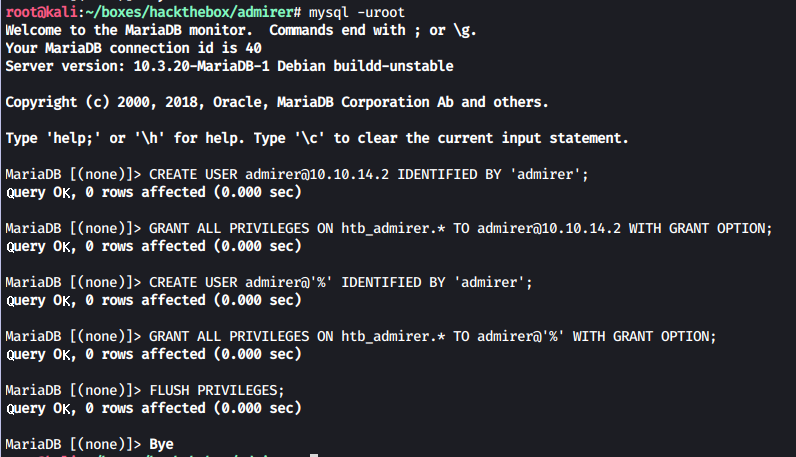 root@kali:~/boxes/hackthebox/admirer# mysql -uroot
Welcome to the MariaDB monitor.  Commands end with ; or \g.
Your MariaDB connection id is 40
Server version: 10.3.20-MariaDB-1 Debian buildd-unstable
Copyright (c) 2000, 2018, Oracle, MariaDB Corporation Ab and others.
Type 'help;' or '\h' for help. Type '\c' to clear the current input statement.
MariaDB [(none)]> CREATE USER admirer@10.10.14.2 IDENTIFIED BY 'admirer';
Query OK, 0 rows affected (0.000 sec)
MariaDB [(none)]> GRANT ALL PRIVILEGES ON htb_admirer.* TO admirer@10.10.14.2 WITH GRANT OPTION;
Query OK, 0 rows affected (0.000 sec)
MariaDB [(none)]> CREATE USER admirer@'%' IDENTIFIED BY 'admirer';
Query OK, 0 rows affected (0.000 sec)
MariaDB [(none)]> GRANT ALL PRIVILEGES ON htb_admirer.* TO admirer@'%' WITH GRANT OPTION;
Query OK, 0 rows affected (0.000 sec)
MariaDB [(none)]> FLUSH PRIVILEGES;
Query OK, 0 rows affected (0.000 sec)
MariaDB [(none)]> Bye